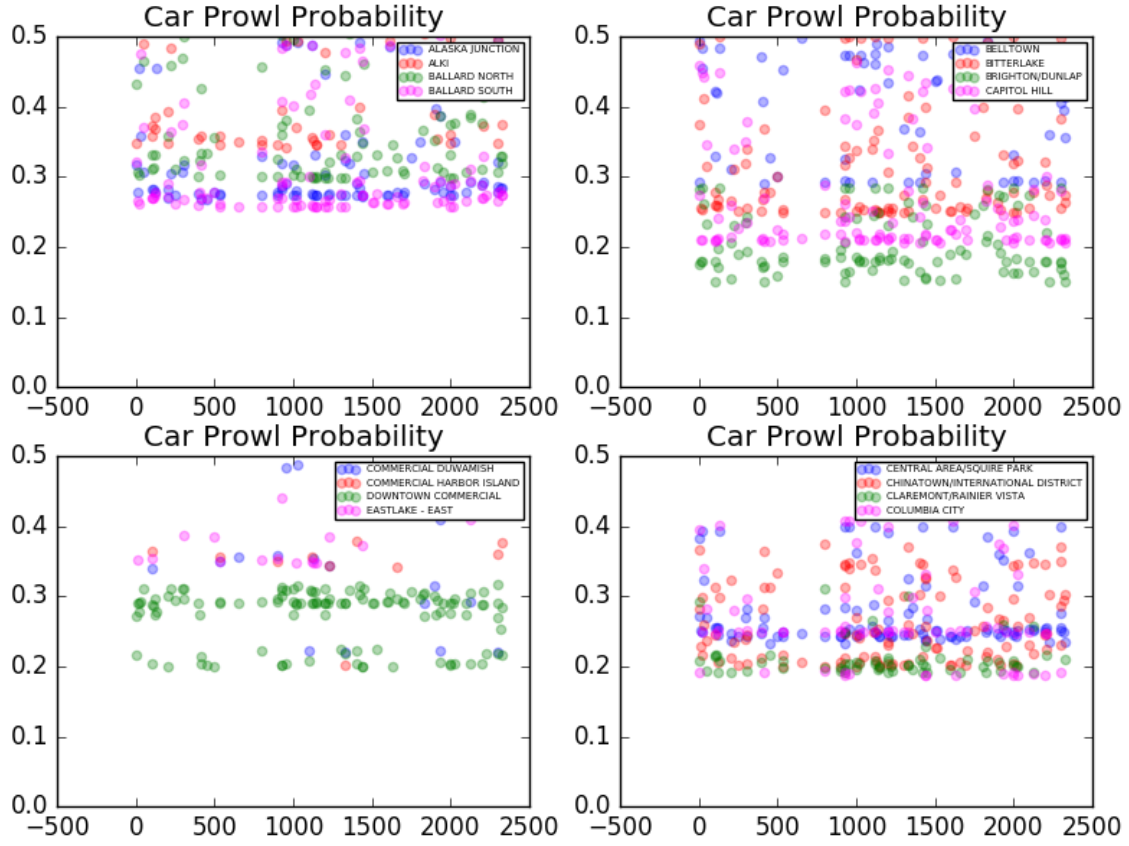 Car Prowl Probability
0.5
0.4
0.3
0.2
0.1
0.0
ALASKA JUNCTION
ALKI
BALLARD NORTH
BALLARD SOUTH
−500 0 500 1000 1500 2000 2500
Car Prowl Probability
0.5
0.4
0.3
0.2
0.1
0.0
BELLTOWN
BITTERLAKE
BRIGHTON/DUNLAP
CAPITOL HILL
−500 0 500 1000 1500 2000 2500
Car Prowl Probability
0.5
0.4
0.3
0.2
0.1
0.0
COMMERCIAL DUWAMISH
COMMERCIAL HARBOR ISLAND
DOWNTOWN COMMERCIAL
EASTLAKE - EAST
−500 0 500 1000 1500 2000 2500
Car Prowl Probability
0.5
0.4
0.3
0.2
0.1
0.0
CENTRAL AREA/SQUIRE PARK
CHINATOWN/INTERNATIONAL DISTRICT
CLAREMONT/RAINIER VISTA
COLUMBIA CITY
−500 0 500 1000 1500 2000 2500